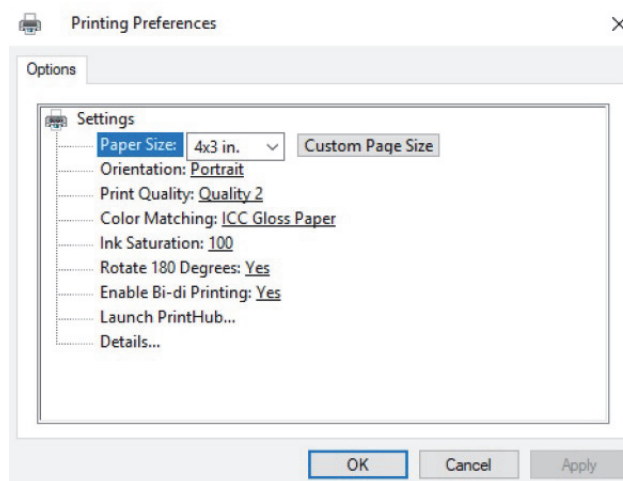 Printing Preferences
Options
Settings
Paper Size: 4x3 in. Custom Page Size
Orientation: Portrait
Print Quality: Quality 2
Color Matching: ICC Gloss Paper
Ink Saturation: 100
Rotate 180 Degrees: Yes
Enable Bi-di Printing: Yes
Launch PrintHub...
Details...
OK Cancel Apply